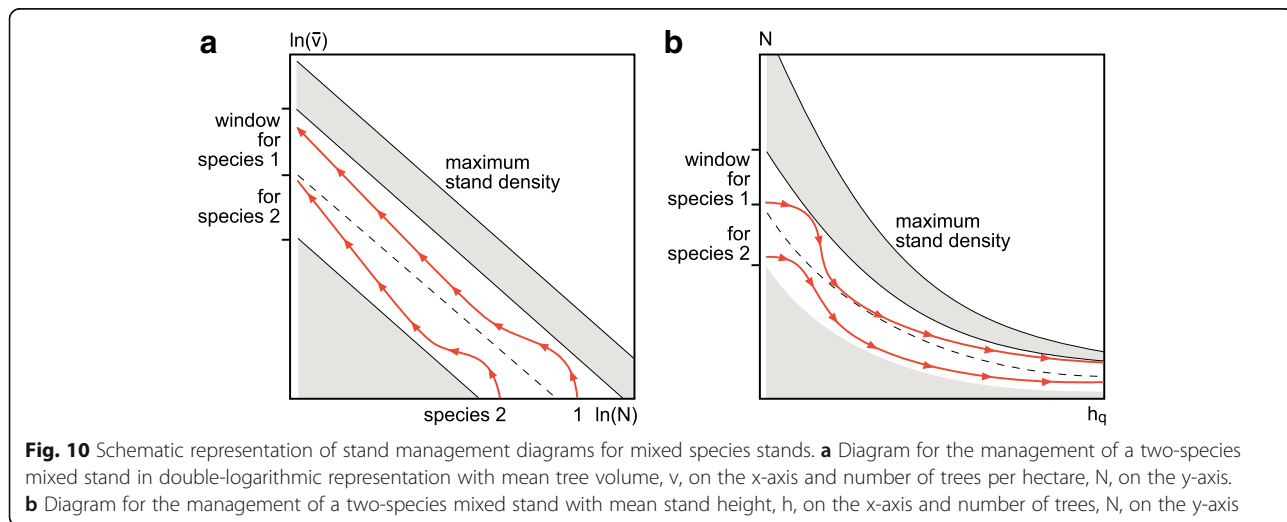 a
ln(v̅)
window
for
species 1
for
species 2
maximum
stand density
species 2
1
ln(N)
b
N
window
for
species 1
for
species 2
maximum
stand density
hq
Fig. 10 Schematic representation of stand management diagrams for mixed species stands. a Diagram for the management of a two-species
mixed stand in double-logarithmic representation with mean tree volume, v, on the x-axis and number of trees per hectare, N, on the y-axis.
b Diagram for the management of a two-species mixed stand with mean stand height, h, on the x-axis and number of trees, N, on the y-axis